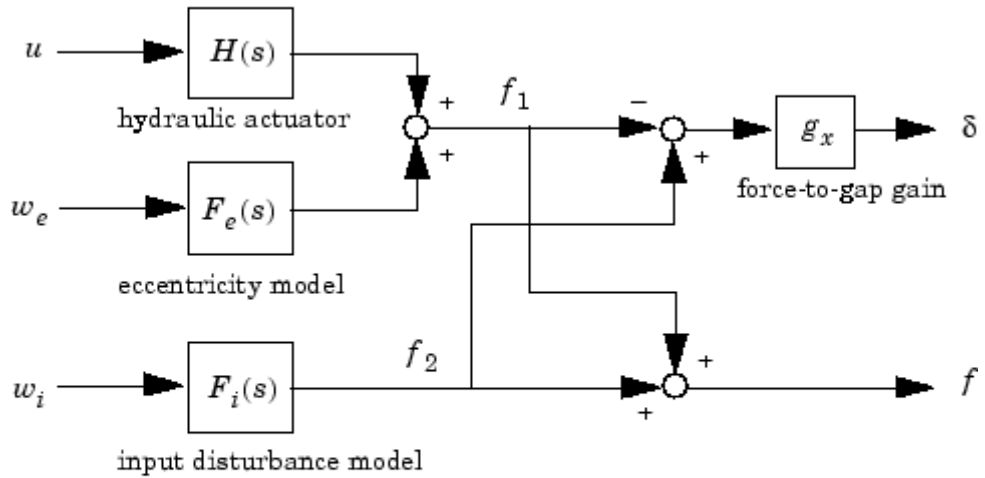 u
H(s)
hydraulic actuator
+
+
f₁
−
+
gₓ
δ
force-to-gap gain
wₑ
Fₑ(s)
eccentricity model
wᵢ
Fᵢ(s)
input disturbance model
f₂
+
+
f